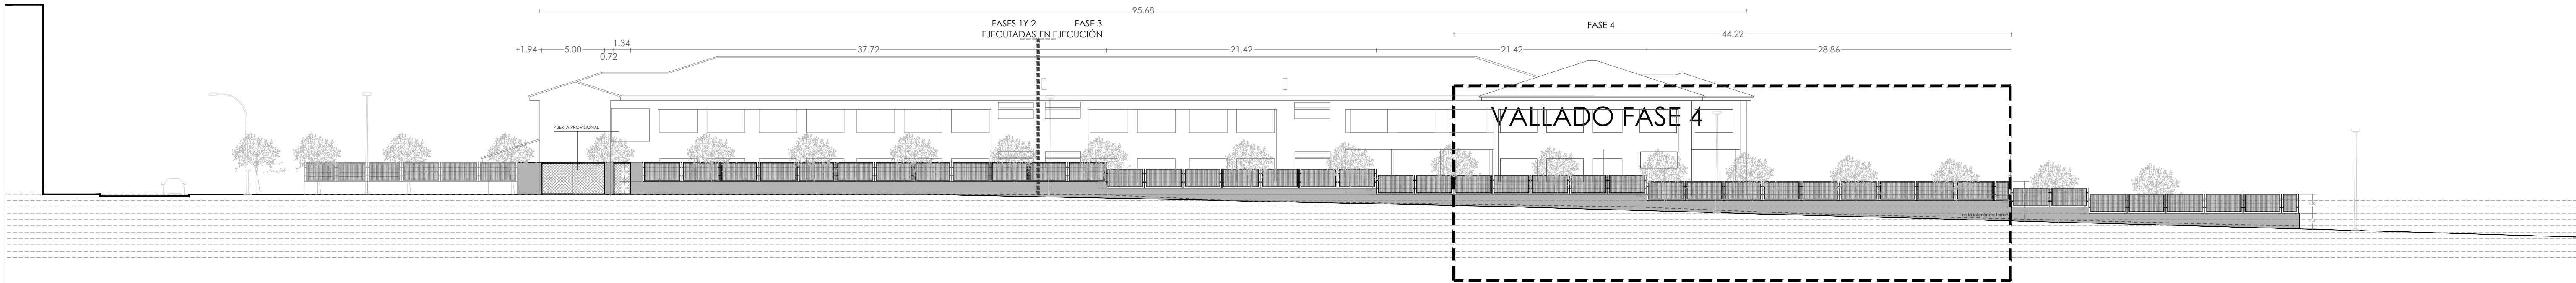 95.68
FASES 1Y 2 FASE 3
EJECUTADAS EN EJECUCIÓN
FASE 4
44.22
1.94 5.00 0.72 1.34 37.72 21.42 21.42 28.86
VALLADO FASE 4
PUERTA PROVISIONAL